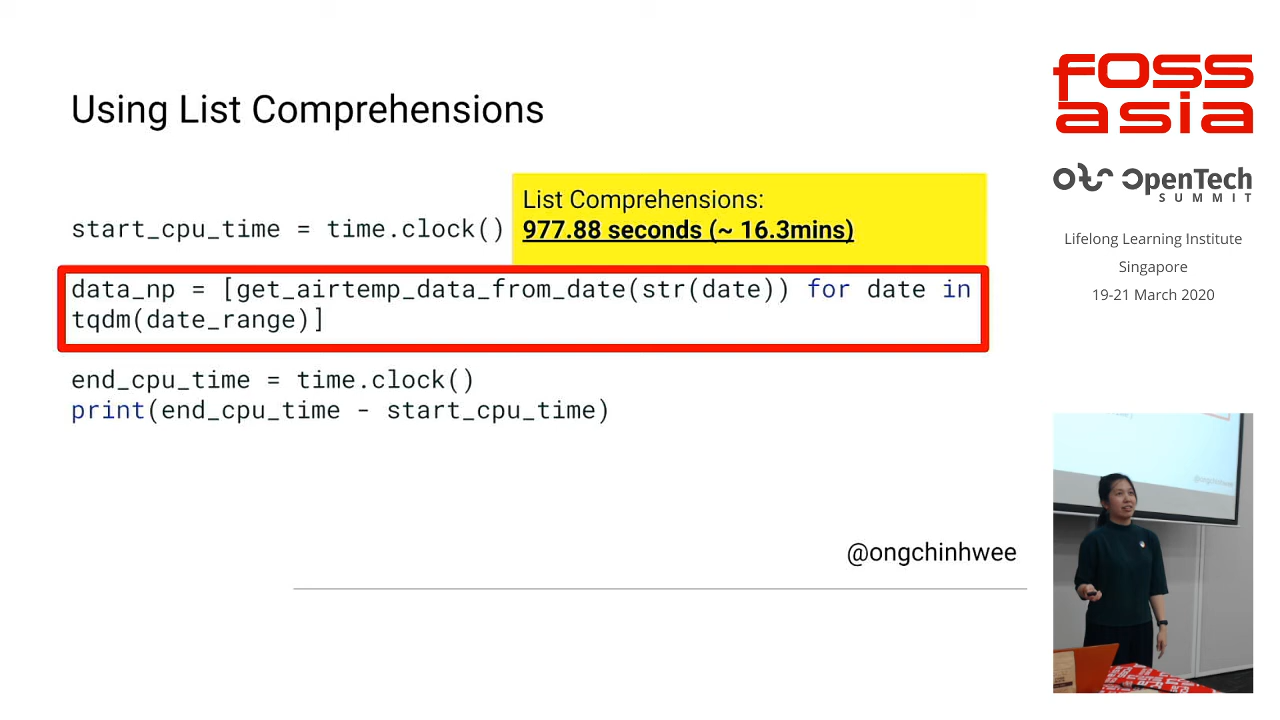 Using List Comprehensions
List Comprehensions:
977.88 seconds (~ 16.3mins)
start_cpu_time = time.clock()
data_np = [get_airtemp_data_from_date(str(date)) for date in
tqdm(date_range)]
end_cpu_time = time.clock()
print(end_cpu_time - start_cpu_time)
@ongchinhwee
FOSS
asia
OpenTech
SUMMIT
Lifelong Learning Institute
Singapore
19-21 March 2020
@ongchinhwee